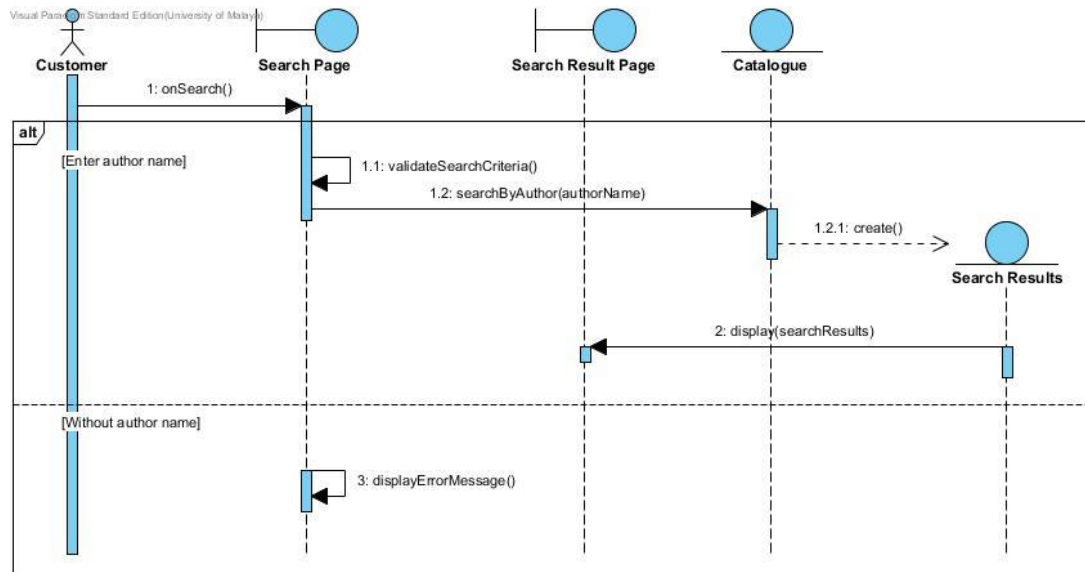 Visual Paradigm Standard Edition(University of Malaya)
Customer
Search Page
Search Result Page
Catalogue
1: onSearch()
alt
[Enter author name]
1.1: validateSearchCriteria()
1.2: searchByAuthor(authorName)
1.2.1: create()
Search Results
2: display(searchResults)
[Without author name]
3: displayErrorMessage()